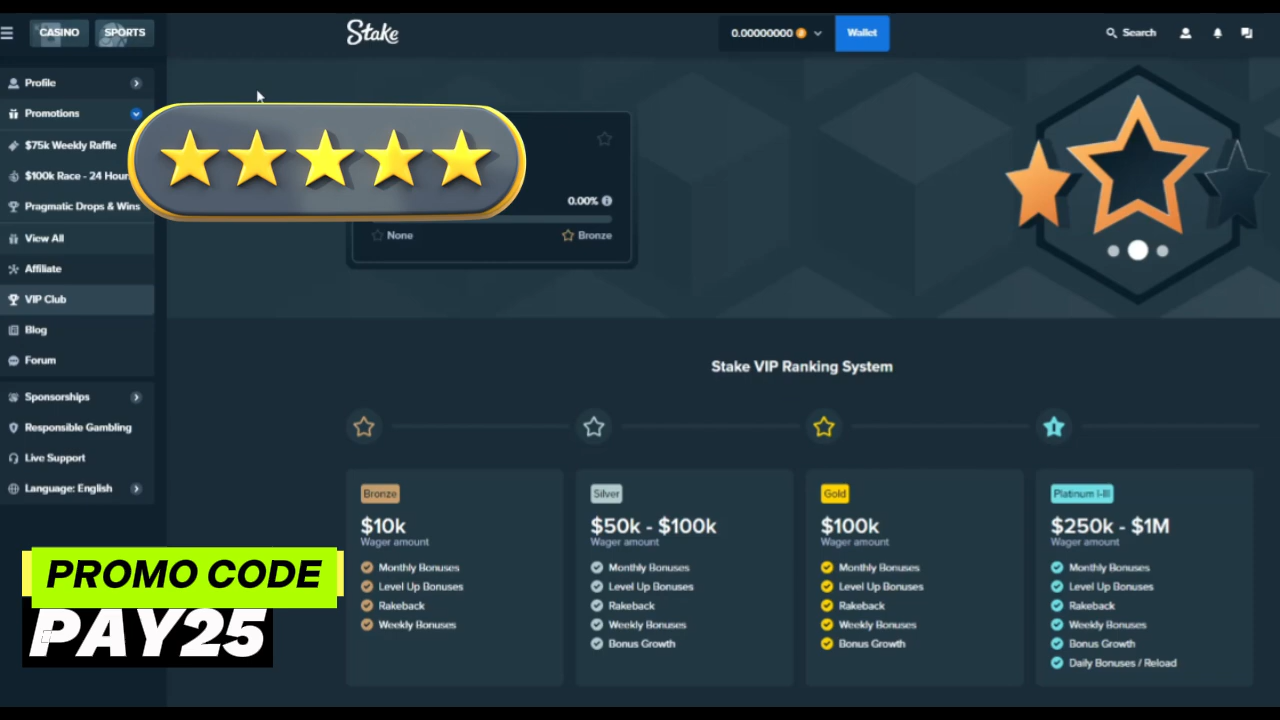 CASINO
SPORTS
Stake
0.00000000
Wallet
Search
Profile
Promotions
$75k Weekly Raffle
$100k Race - 24 Hour
Pragmatic Drops & Wins
View All
Affiliate
VIP Club
Blog
Forum
Sponsorships
Responsible Gambling
Live Support
Language: English
0.00%
None
Bronze
Stake VIP Ranking System
Bronze
$10k
Wager amount
Monthly Bonuses
Level Up Bonuses
Rakeback
Weekly Bonuses
Silver
$50k - $100k
Wager amount
Monthly Bonuses
Level Up Bonuses
Rakeback
Weekly Bonuses
Bonus Growth
Gold
$100k
Wager amount
Monthly Bonuses
Level Up Bonuses
Rakeback
Weekly Bonuses
Bonus Growth
Platinum I-III
$250k - $1M
Wager amount
Monthly Bonuses
Level Up Bonuses
Rakeback
Weekly Bonuses
Bonus Growth
Daily Bonuses / Reload
PROMO CODE
PAY25